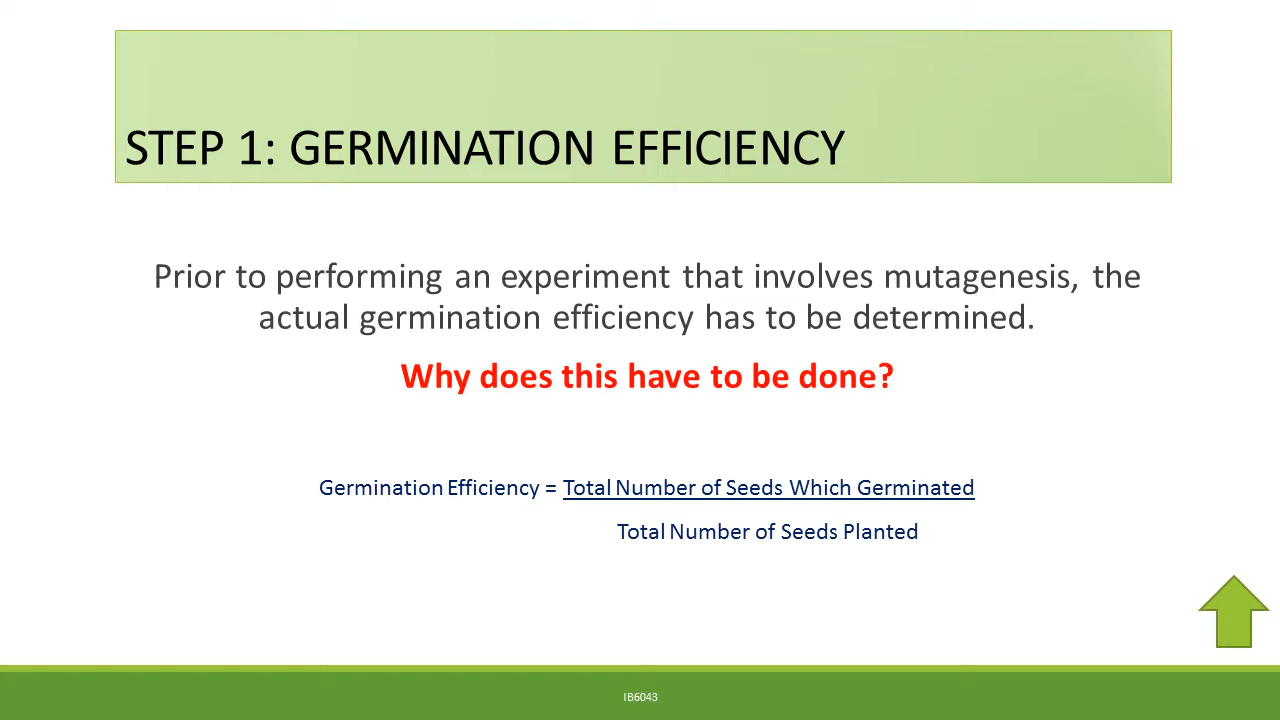 STEP 1: GERMINATION EFFICIENCY
Prior to performing an experiment that involves mutagenesis, the
actual germination efficiency has to be determined.
Why does this have to be done?
Germination Efficiency = Total Number of Seeds Which Germinated
Total Number of Seeds Planted
IB6043